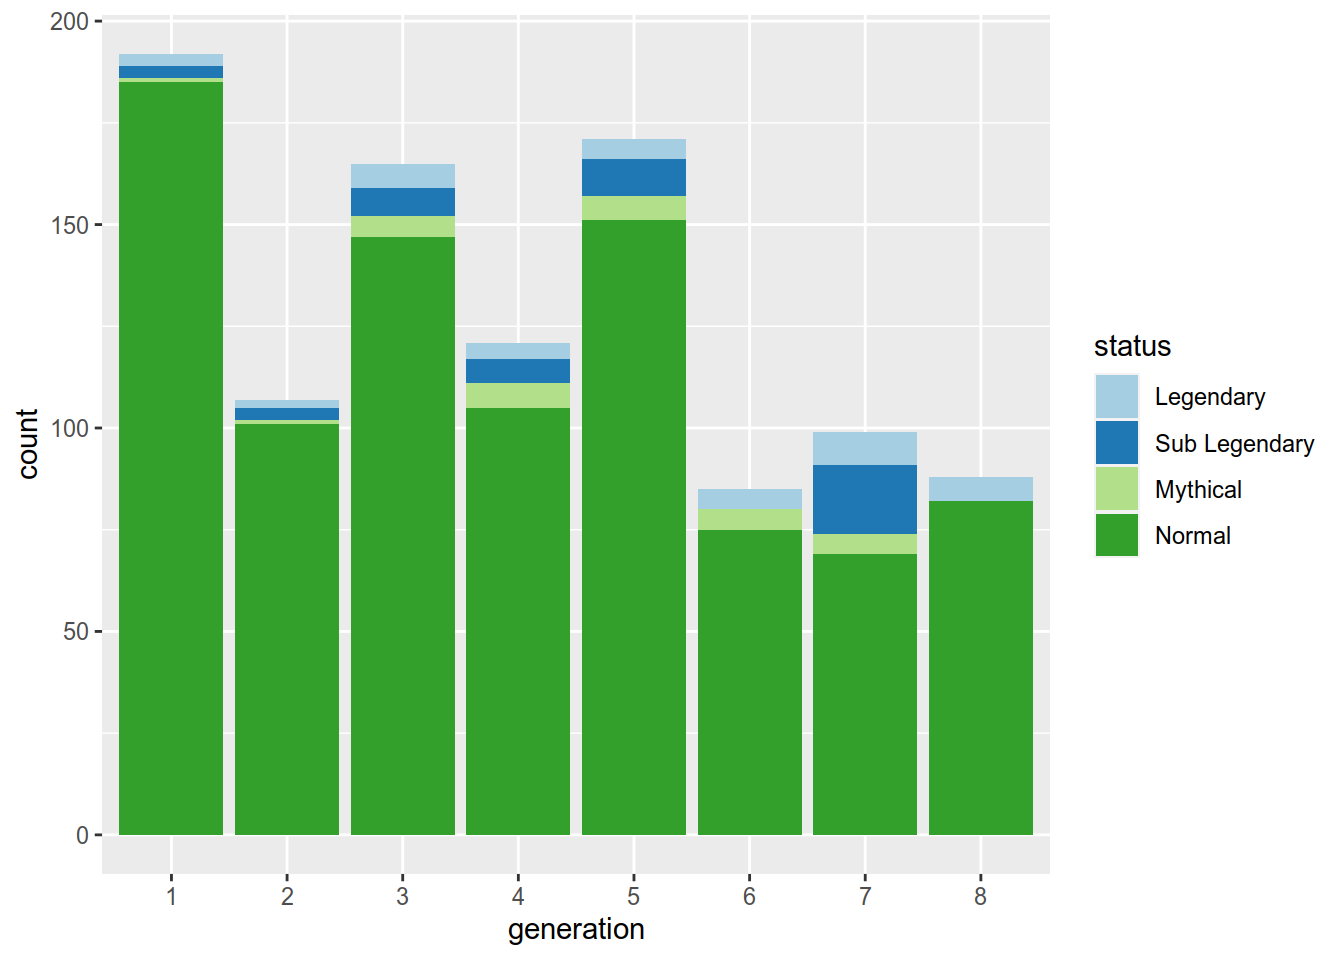 200
150
100
50
0
count
1 2 3 4 5 6 7 8
generation
status
Legendary
Sub Legendary
Mythical
Normal